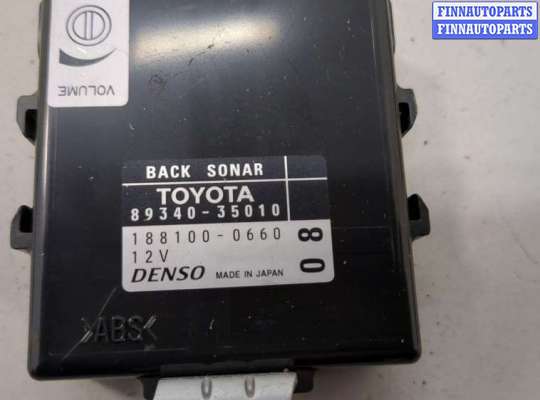 FINNAUTOPARTS
FINNAUTOPARTS
VOLUME
BACK SONAR
TOYOTA
89340-35010
188100-0660
12V
DENSO MADE IN JAPAN
08
>ABS<